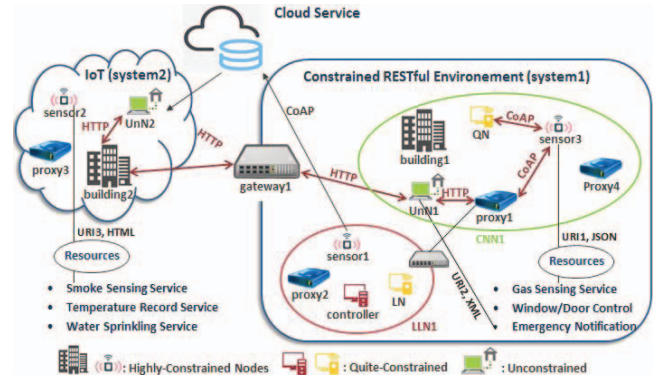 Cloud Service
IoT (system2)
Constrained RESTful Environement (system1)
sensor2
UnN2
HTTP
CoAP
QN
CoAP
sensor3
building1
HTTP
proxy3
building2
gateway1
HTTP
CoAP
Proxy4
HTTP
UnN1
proxy1
CNN1
URI3, HTML
URI1, JSON
Resources
sensor1
Resources
URI2, XML
proxy2
LN
controller
LLN1
• Smoke Sensing Service
• Temperature Record Service
• Water Sprinkling Service
• Gas Sensing Service
• Window/Door Control
• Emergency Notification
: Highly-Constrained Nodes
: Quite-Constrained
: Unconstrained